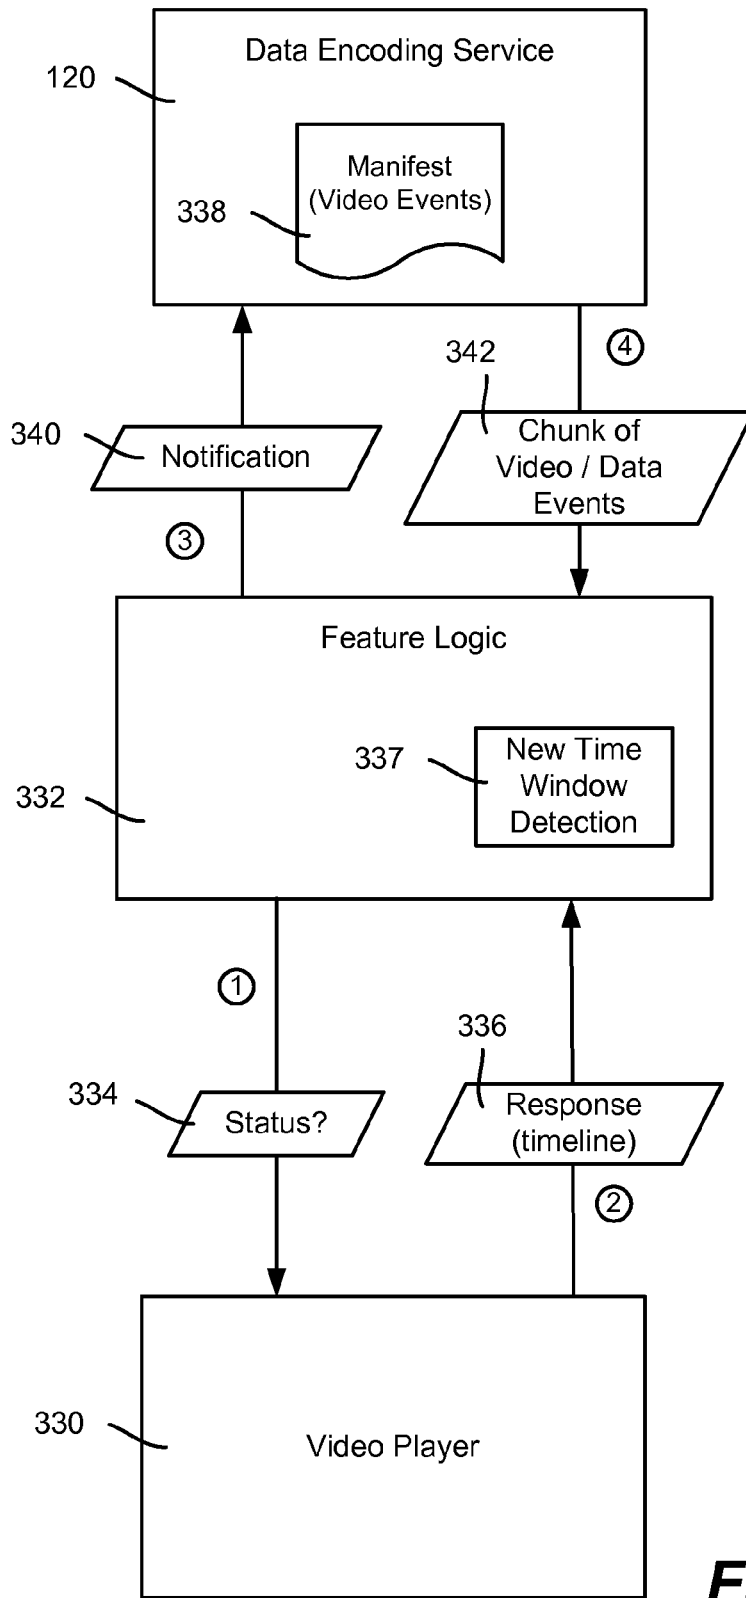 Data Encoding Service
120
Manifest
(Video Events)
338
4
342
340
Notification
Chunk of
Video / Data
Events
3
Feature Logic
337
New Time
Window
Detection
332
1
336
334
Status?
Response
(timeline)
2
330
Video Player